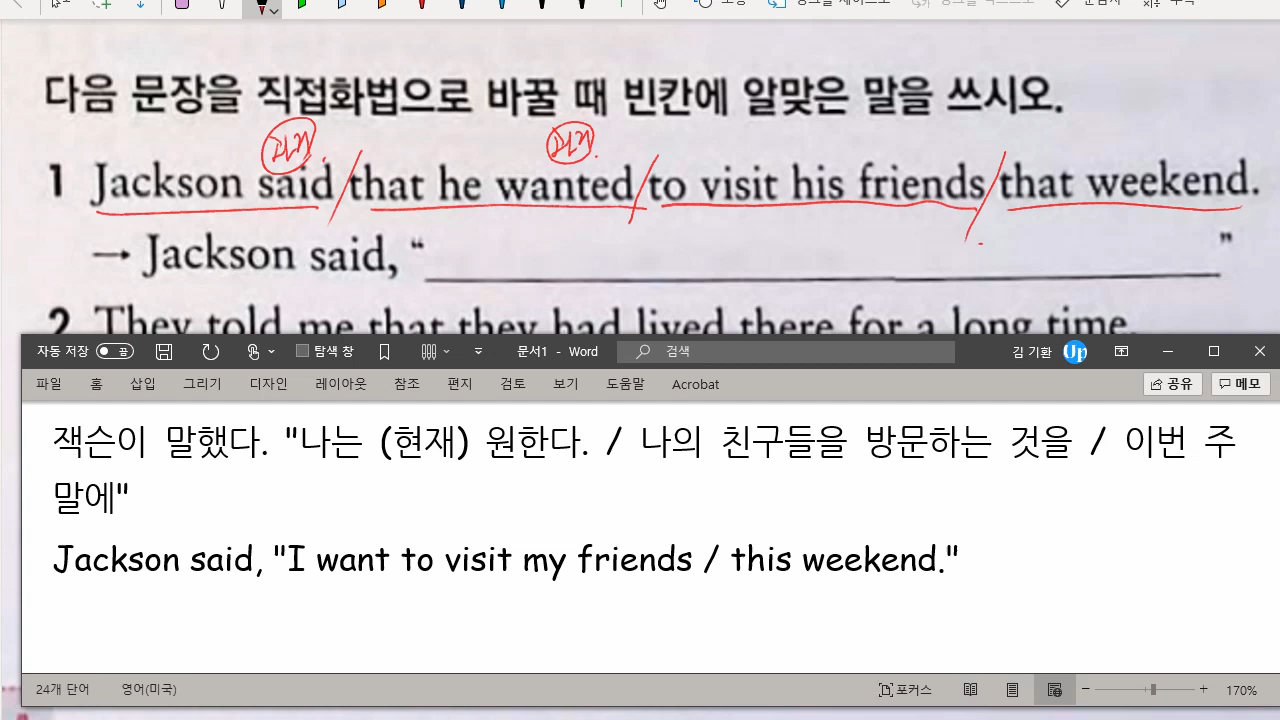 다음 문장을 직접화법으로 바꿀 때 빈칸에 알맞은 말을 쓰시오.
과거 과거
1 Jackson said that he wanted to visit his friends that weekend.
→ Jackson said, “ ”
2 They told me that they had lived there for a long time.
자동 저장 끔 탐색 창 문서1 - Word 검색 김 기환 Up
파일 홈 삽입 그리기 디자인 레이아웃 참조 편지 검토 보기 도움말 Acrobat 공유 메모
잭슨이 말했다. "나는 (현재) 원한다. / 나의 친구들을 방문하는 것을 / 이번 주
말에"
Jackson said, "I want to visit my friends / this weekend."
24개 단어 영어(미국) 포커스 170%